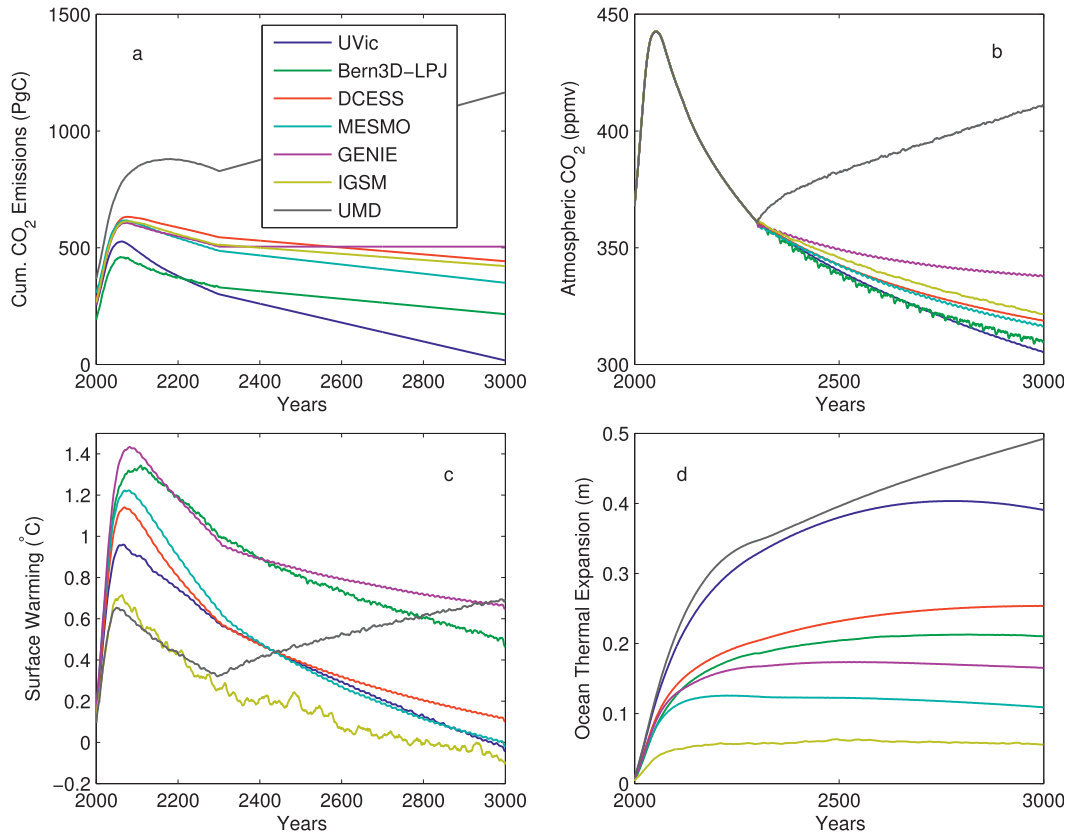 1500
1000
500
0
2000 2200 2400 2600 2800 3000
Years
Cum. CO2 Emissions (PgC)
a
UVic
Bern3D−LPJ
DCESS
MESMO
GENIE
IGSM
UMD
450
400
350
300
2000 2500 3000
Years
Atmospheric CO2 (ppmv)
b
1.4
1.2
1
0.8
0.6
0.4
0.2
0
−0.2
2000 2200 2400 2600 2800 3000
Years
Surface Warming (°C)
c
0.5
0.4
0.3
0.2
0.1
0
2000 2500 3000
Years
Ocean Thermal Expansion (m)
d